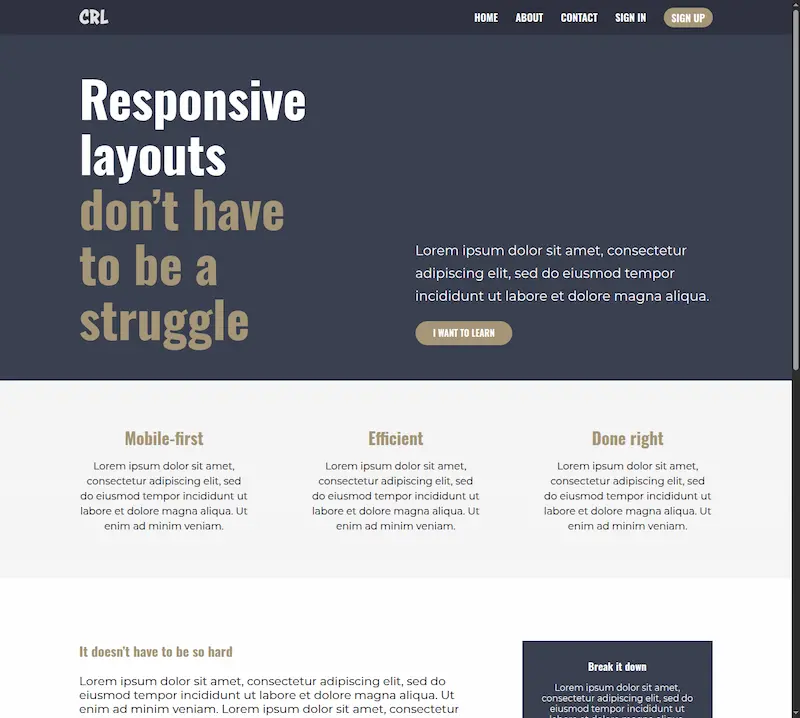 CRL
HOME ABOUT CONTACT SIGN IN SIGN UP
Responsive
layouts
don’t have
to be a
struggle
Lorem ipsum dolor sit amet, consectetur
adipiscing elit, sed do eiusmod tempor
incididunt ut labore et dolore magna aliqua.
I WANT TO LEARN
Mobile-first
Lorem ipsum dolor sit amet,
consectetur adipiscing elit, sed
do eiusmod tempor incididunt ut
labore et dolore magna aliqua. Ut
enim ad minim veniam.
Efficient
Lorem ipsum dolor sit amet,
consectetur adipiscing elit, sed
do eiusmod tempor incididunt ut
labore et dolore magna aliqua. Ut
enim ad minim veniam.
Done right
Lorem ipsum dolor sit amet,
consectetur adipiscing elit, sed
do eiusmod tempor incididunt ut
labore et dolore magna aliqua. Ut
enim ad minim veniam.
It doesn’t have to be so hard
Lorem ipsum dolor sit amet, consectetur adipiscing elit, sed do
eiusmod tempor incididunt ut labore et dolore magna aliqua. Ut
enim ad minim veniam. Lorem ipsum dolor sit amet, consectetur
Break it down
Lorem ipsum dolor sit amet,
consectetur adipiscing elit, sed do
eiusmod tempor incididunt ut